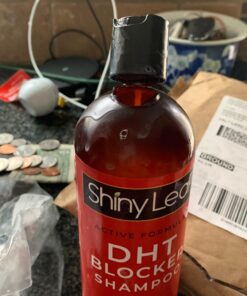 Shiny Lea
ACTIVE FORMUL
DHT
BLOCKE
SHAMPOO
GROUND